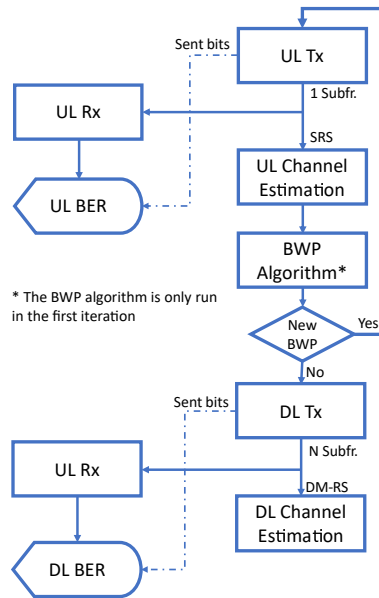 Sent bits
UL Tx
1 Subfr.
UL Rx
SRS
UL Channel
Estimation
UL BER
BWP
Algorithm*
* The BWP algorithm is only run
in the first iteration
New
BWP
Yes
No
Sent bits
DL Tx
N Subfr.
UL Rx
DM-RS
DL Channel
Estimation
DL BER